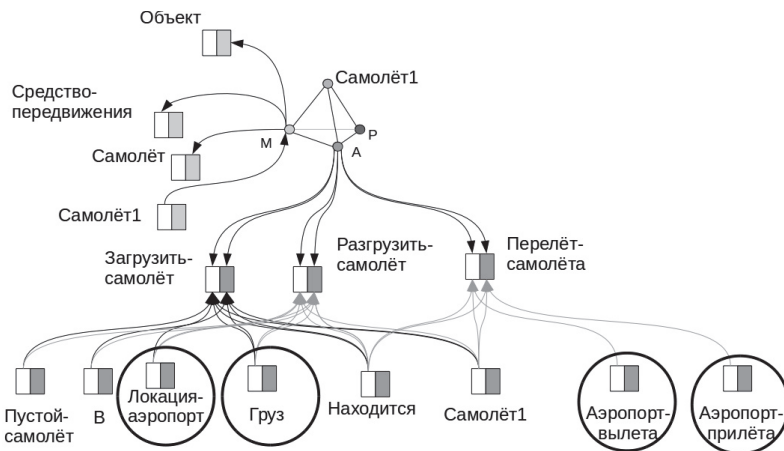 Объект
Самолёт1
Средство-
передвижения
М
Р
Самолёт
А
Самолёт1
Загрузить-
самолёт
Разгрузить-
самолёт
Перелёт-
самолёта
Пустой-
самолёт
В
Локация-
аэропорт
Груз
Находится
Самолёт1
Аэропорт-
вылета
Аэропорт-
прилёта